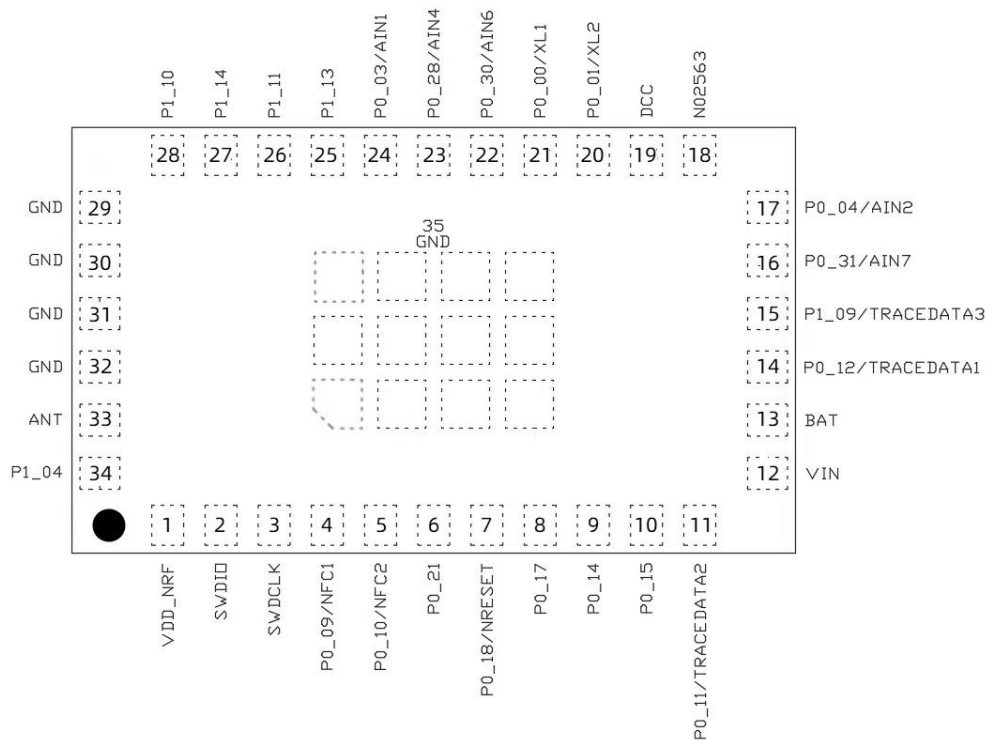 P1_10
P1_14
P1_11
P1_13
P0_03/AIN1
P0_28/AIN4
P0_30/AIN6
P0_00/XL1
P0_01/XL2
DCC
N02563
28 27 26 25 24 23 22 21 20 19 18
GND 29
17 P0_04/AIN2
35
GND
GND 30
16 P0_31/AIN7
GND 31
15 P1_09/TRACEDATA3
GND 32
14 P0_12/TRACEDATA1
ANT 33
13 BAT
P1_04 34
12 VIN
1 2 3 4 5 6 7 8 9 10 11
VDD_NRF
SWDIO
SWDCLK
P0_09/NFC1
P0_10/NFC2
P0_21
P0_18/NRESET
P0_17
P0_14
P0_15
P0_11/TRACEDATA2